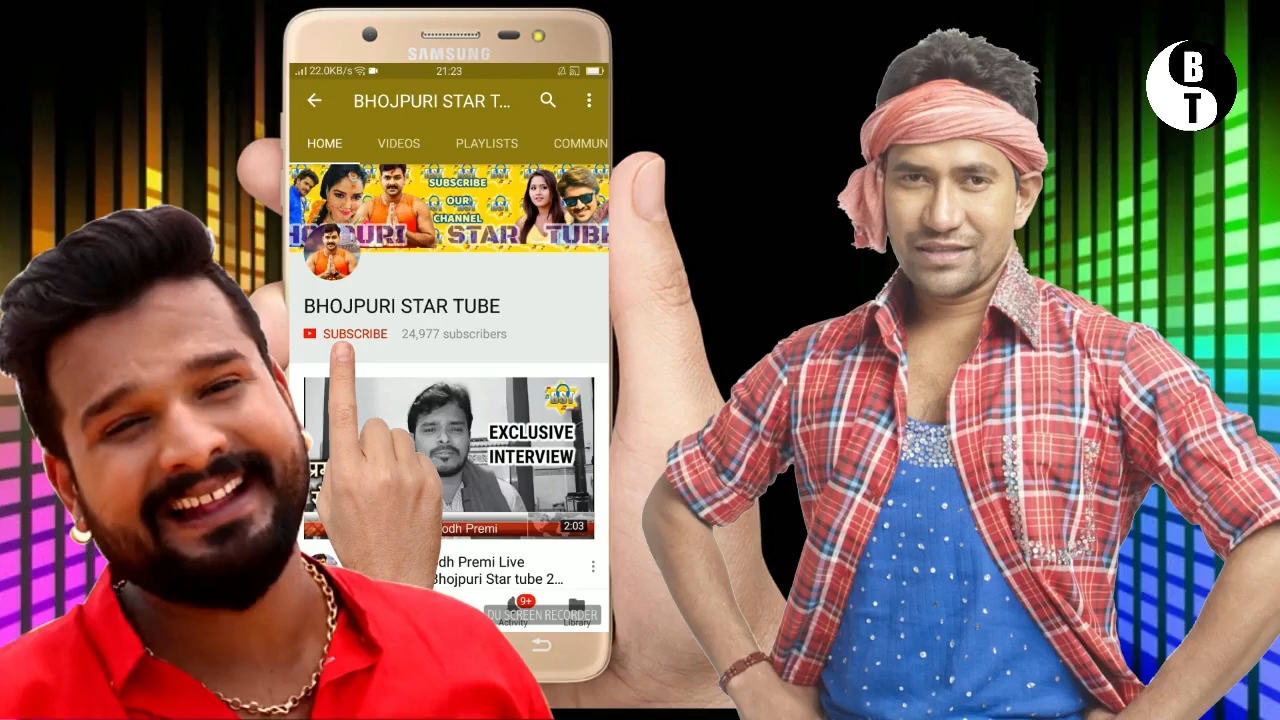 SAMSUNG
22.0KB/s
21:23
BHOJPURI STAR T...
HOME VIDEOS PLAYLISTS COMMUN
SUBSCRIBE
OUR
CHANNEL
STAR TUB
BHOJPURI STAR TUBE
SUBSCRIBE 24,977 subscribers
EXCLUSIVE
INTERVIEW
odh Premi
2:03
dh Premi Live
Bhojpuri Star tube 2...
9+
DU SCREEN RECORDER
Activity Library
B
T